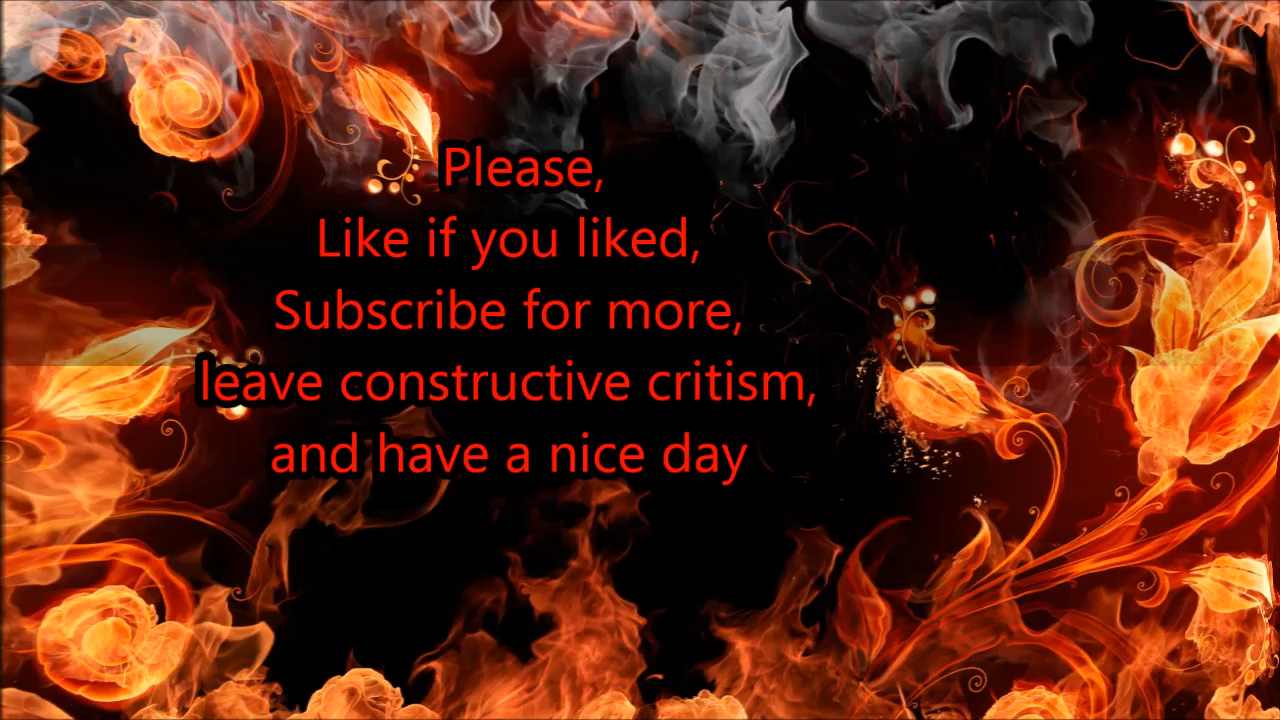 Please,
Like if you liked,
Subscribe for more,
leave constructive critism,
and have a nice day